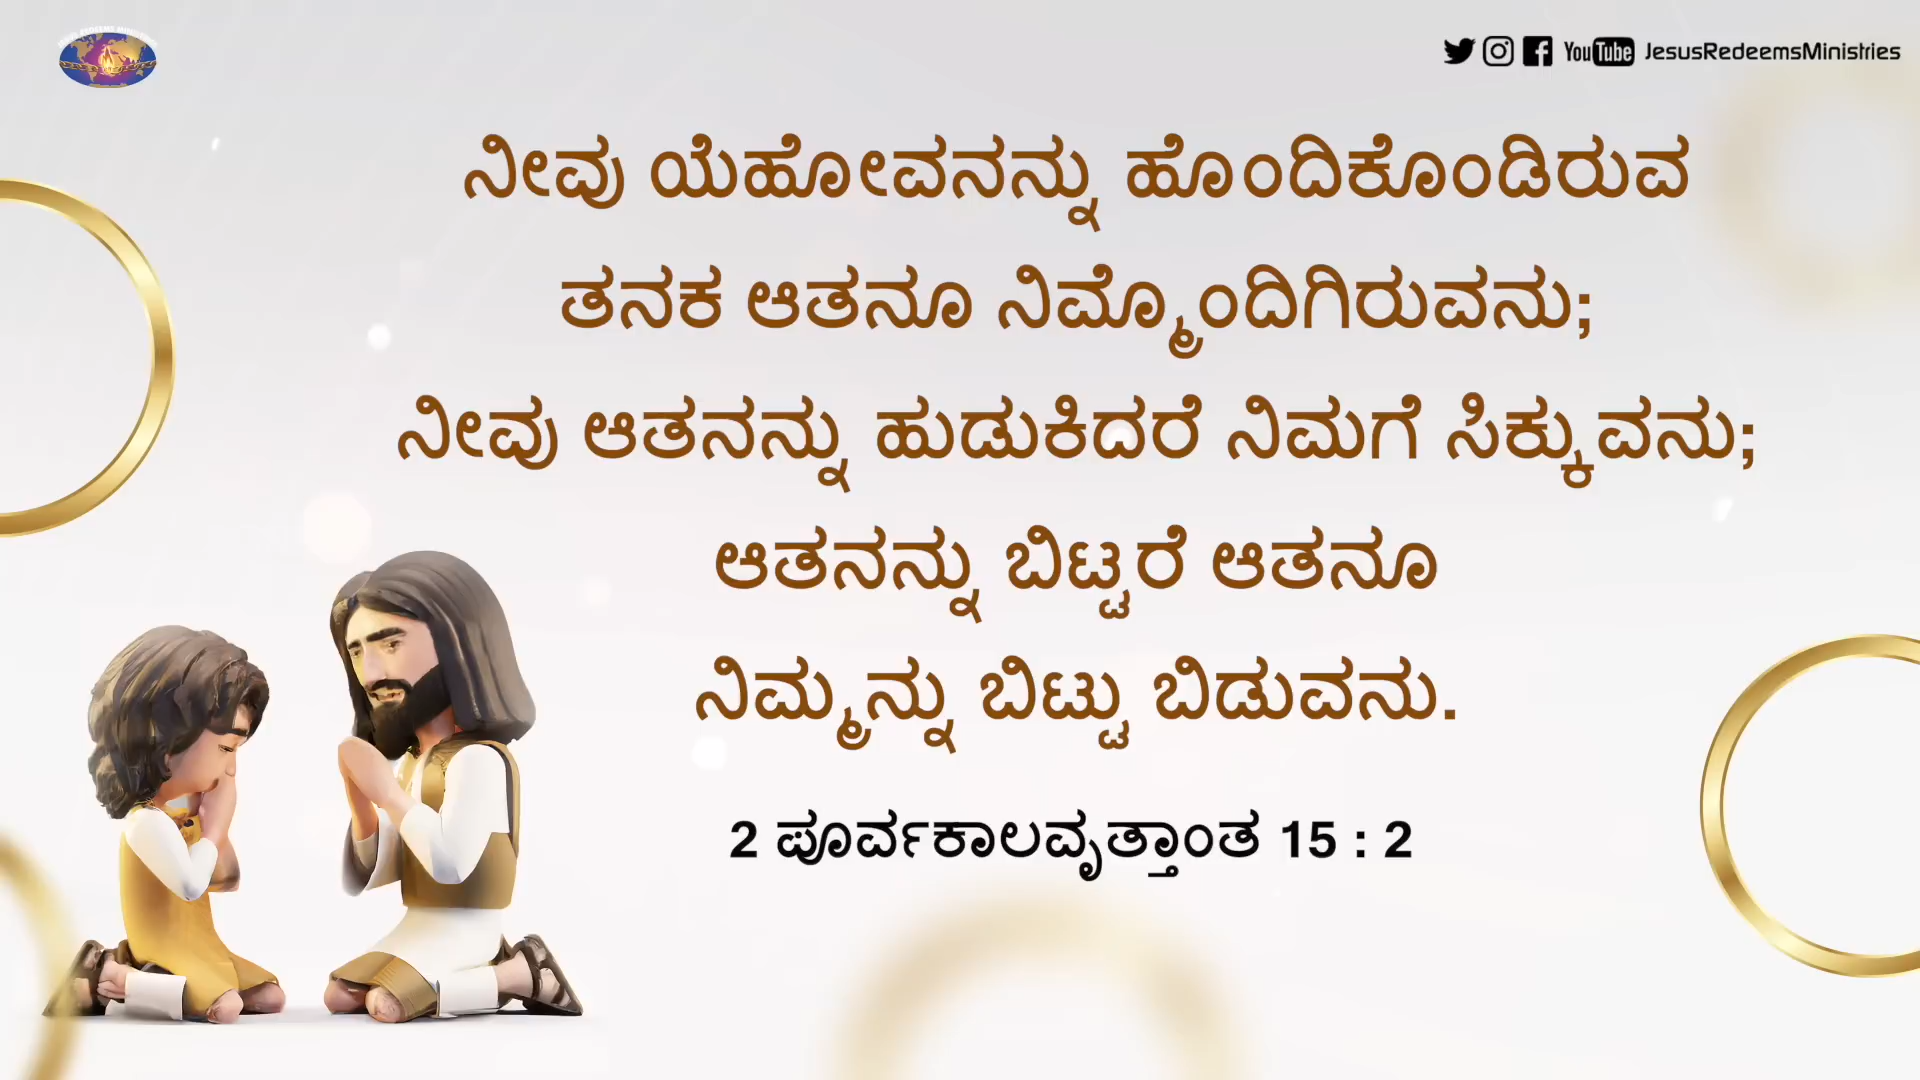 JesusRedeemsMinistries
YouTube
ನೀವು ಯೆಹೋವನನ್ನು ಹೊಂದಿಕೊಂಡಿರುವ
ತನಕ ಆತನೂ ನಿಮ್ಮೊಂದಿಗಿರುವನು;
ನೀವು ಆತನನ್ನು ಹುಡುಕಿದರೆ ನಿಮಗೆ ಸಿಕ್ಕುವನು;
ಆತನನ್ನು ಬಿಟ್ಟರೆ ಆತನೂ
ನಿಮ್ಮನ್ನು ಬಿಟ್ಟು ಬಿಡುವನು.
2 ಪೂರ್ವಕಾಲವೃತ್ತಾಂತ 15 : 2